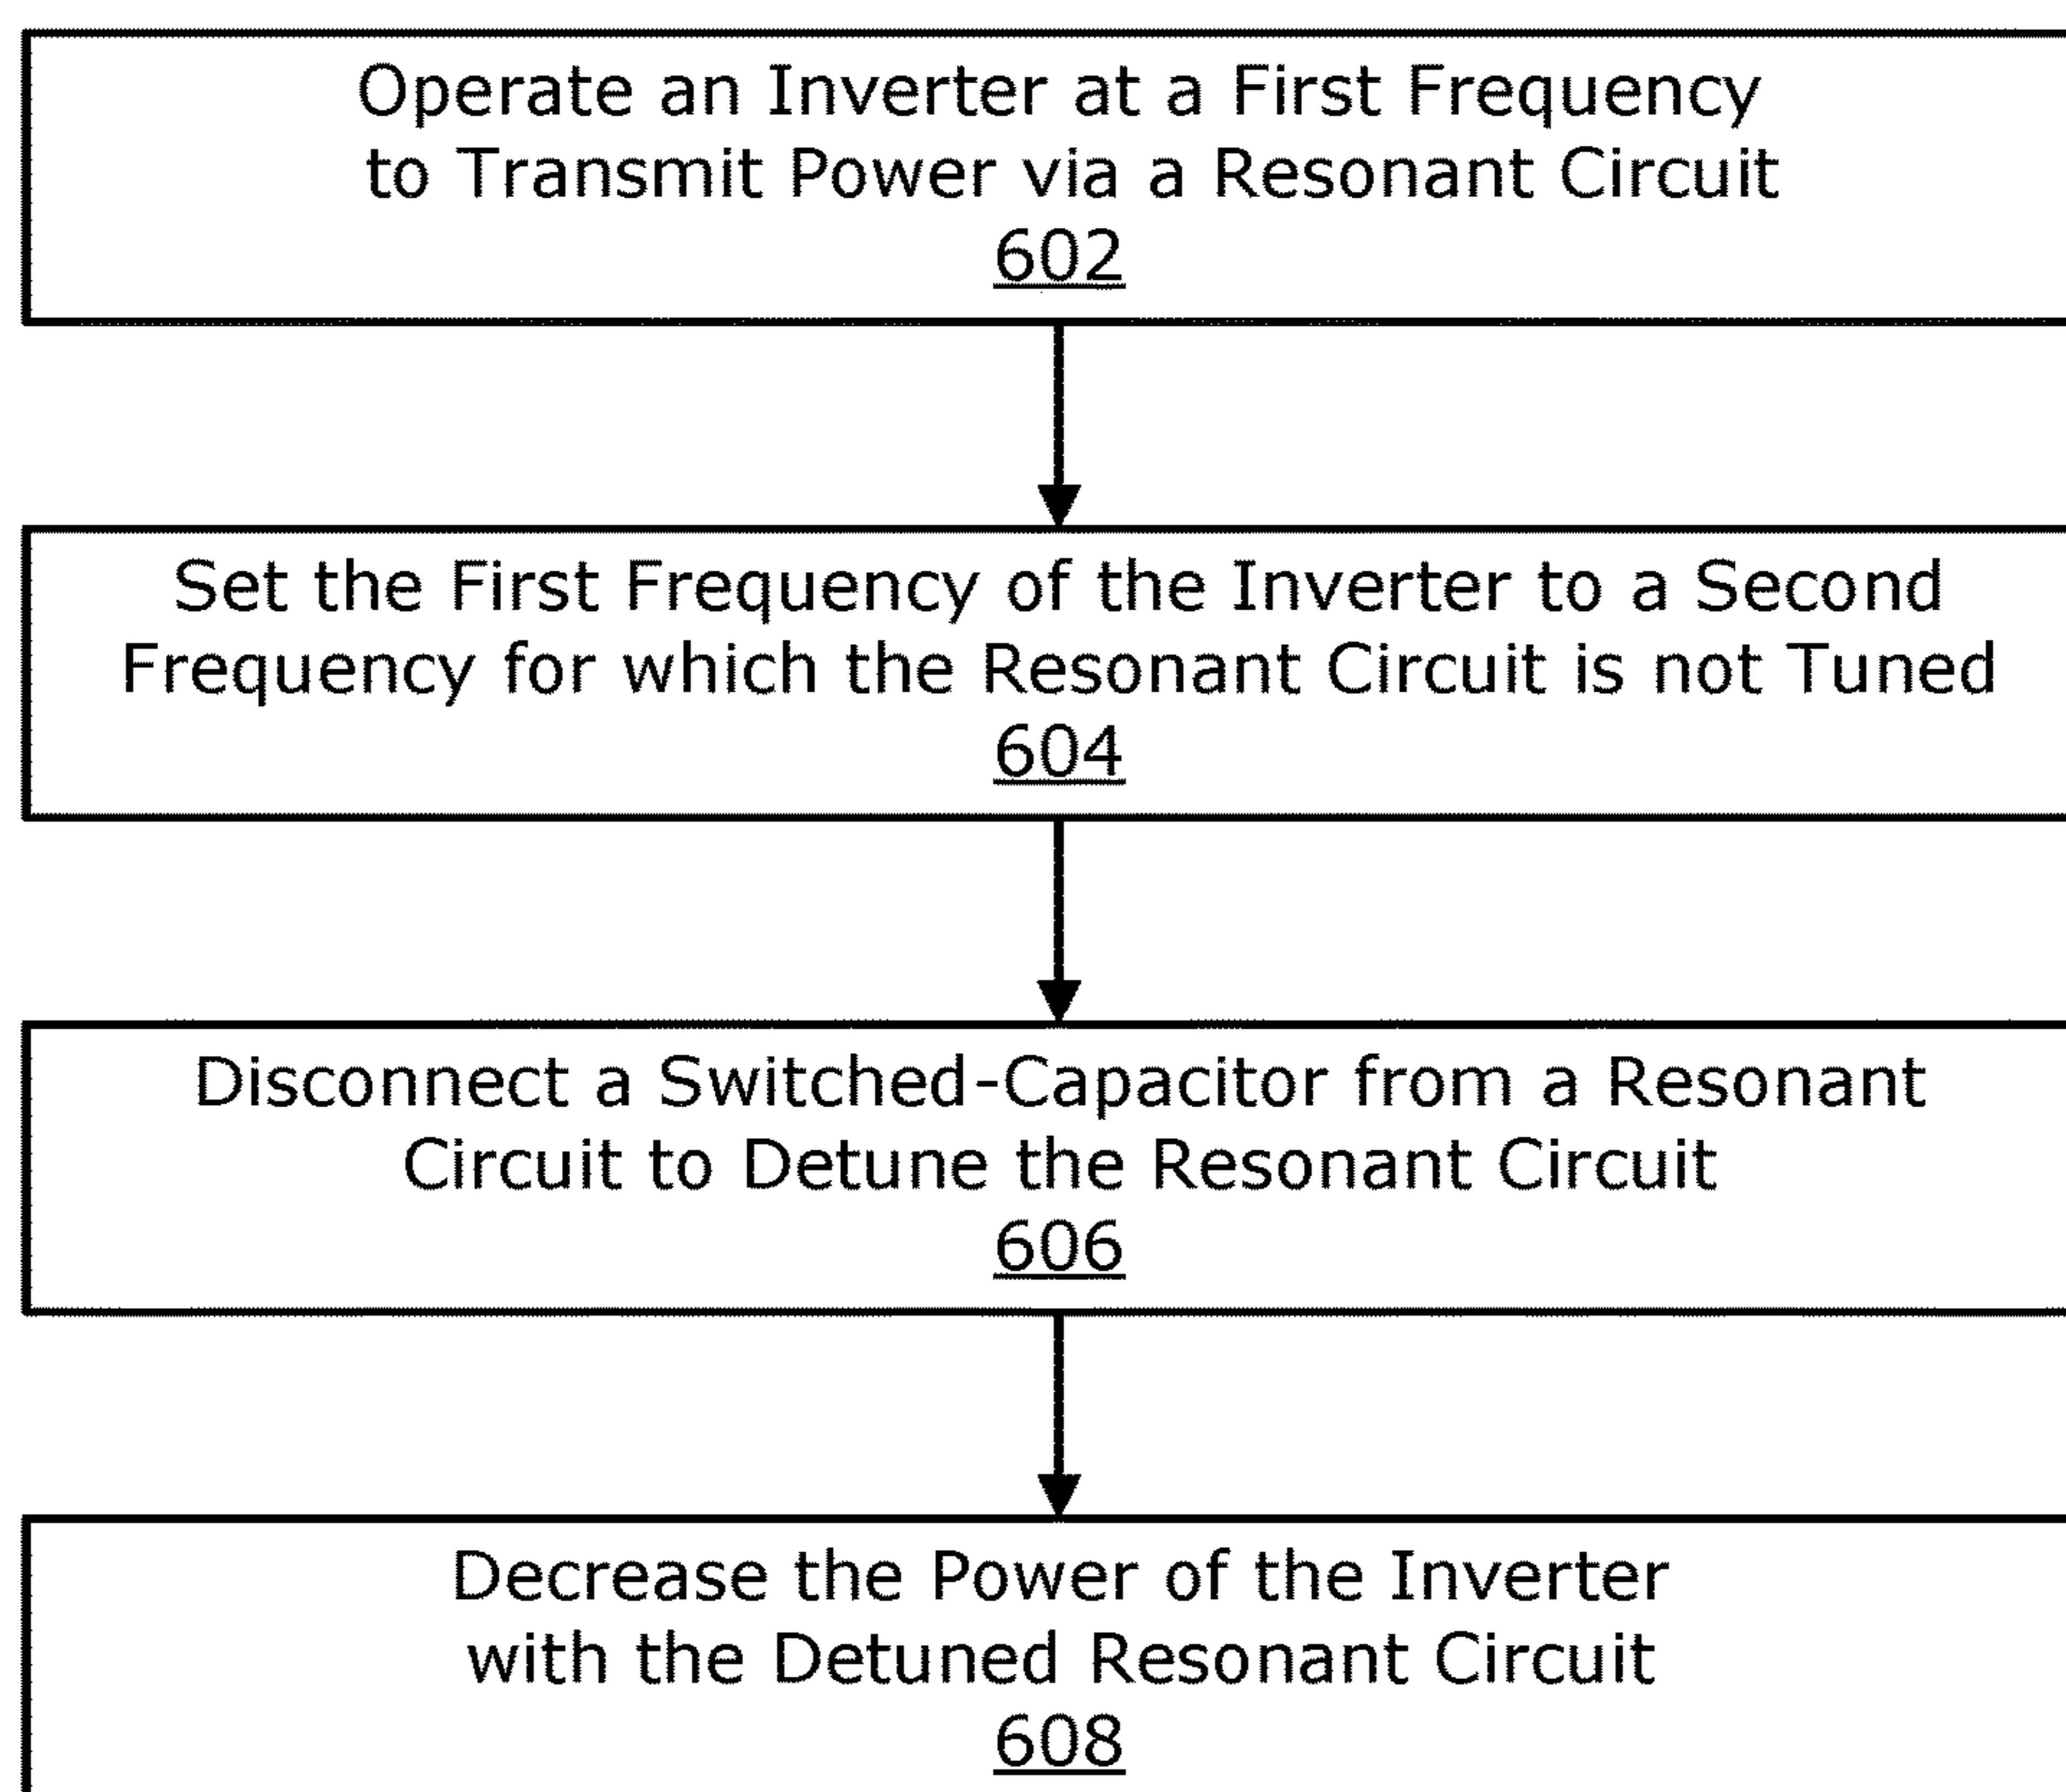 Operate an Inverter at a First Frequency
to Transmit Power via a Resonant Circuit
602
Set the First Frequency of the Inverter to a Second
Frequency for which the Resonant Circuit is not Tuned
604
Disconnect a Switched-Capacitor from a Resonant
Circuit to Detune the Resonant Circuit
606
Decrease the Power of the Inverter
with the Detuned Resonant Circuit
608